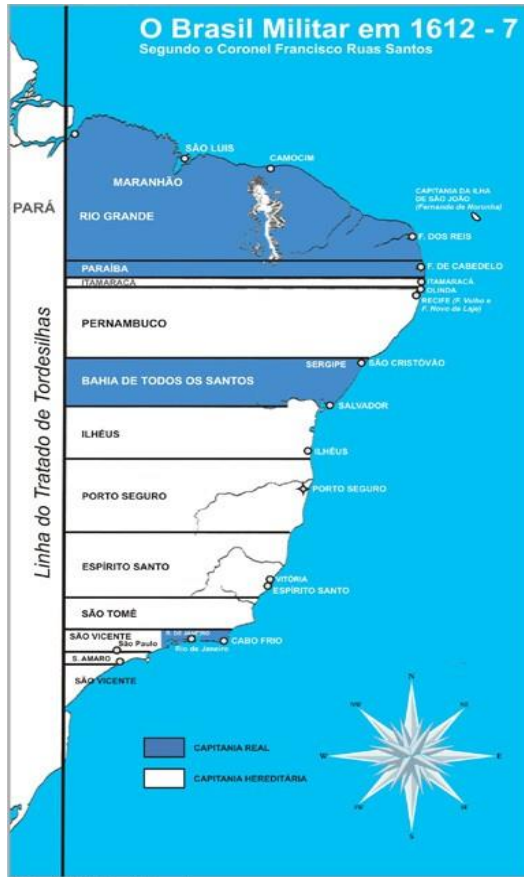 O Brasil Militar em 1612 - 7
Segundo o Coronel Francisco Ruas Santos
SÃO LUIS
CAMOCIM
MARANHÃO
PARÁ
RIO GRANDE
CAPITANIA DA ILHA
DE SÃO JOÃO
(Fernando de Noronha)
F. DOS REIS
PARAÍBA
F. DE CABEDELO
ITAMARACÁ
ITAMARACÁ
OLINDA
RECIFE (F. Velho e
F. Novo da Laje)
PERNAMBUCO
SERGIPE
SÃO CRISTÓVÃO
BAHIA DE TODOS OS SANTOS
SALVADOR
ILHÉUS
ILHÉUS
PORTO SEGURO
PORTO SEGURO
Linha do Tratado de Tordesilhas
ESPÍRITO SANTO
VITÓRIA
ESPÍRITO SANTO
SÃO TOMÉ
SÃO VICENTE
R. DE JANEIRO
São Paulo
Rio de Janeiro
CABO FRIO
S. AMARO
SÃO VICENTE
CAPITANIA REAL
CAPITANIA HEREDITÁRIA
N
NW
NE
W
E
S